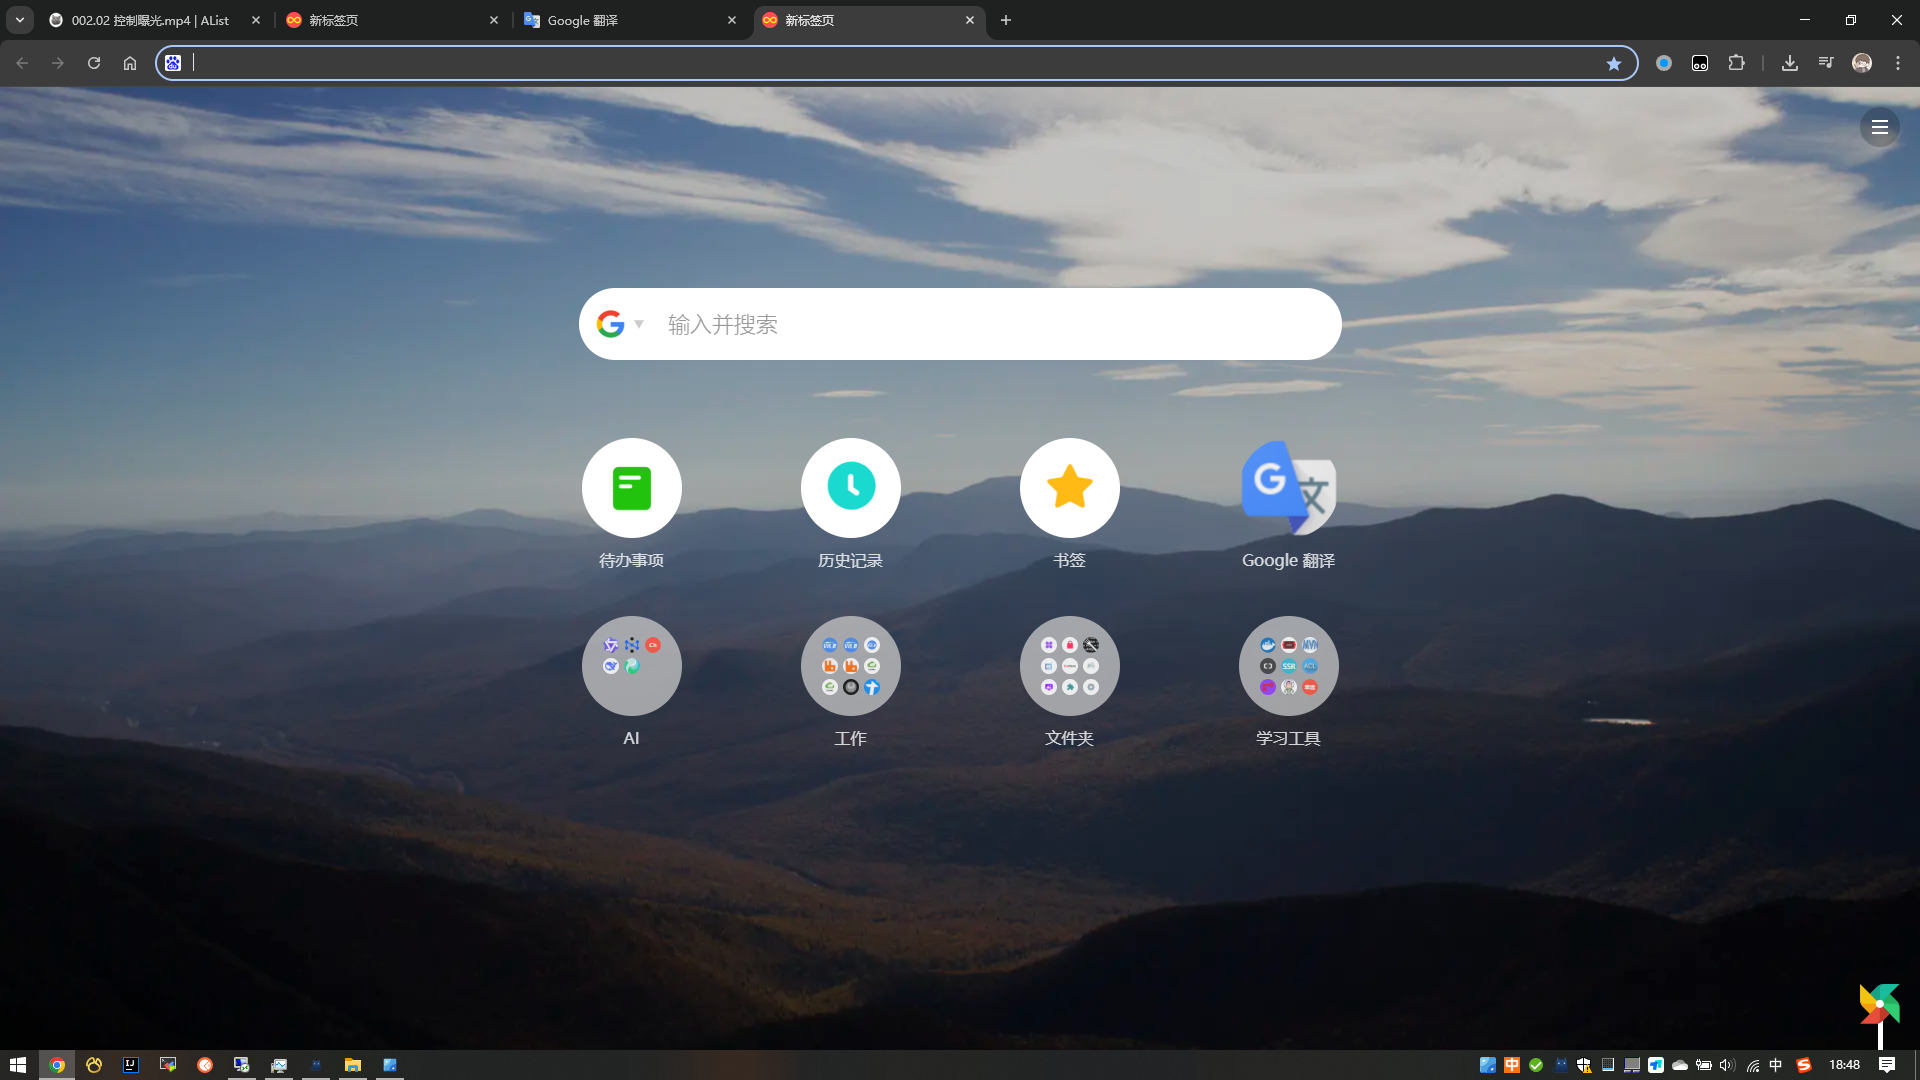 002.02 控制曝光.mp4 | AList
新标签页
Google 翻译
新标签页
输入并搜索
待办事项
历史记录
书签
Google 翻译
AI
工作
文件夹
学习工具
中
中
18:48